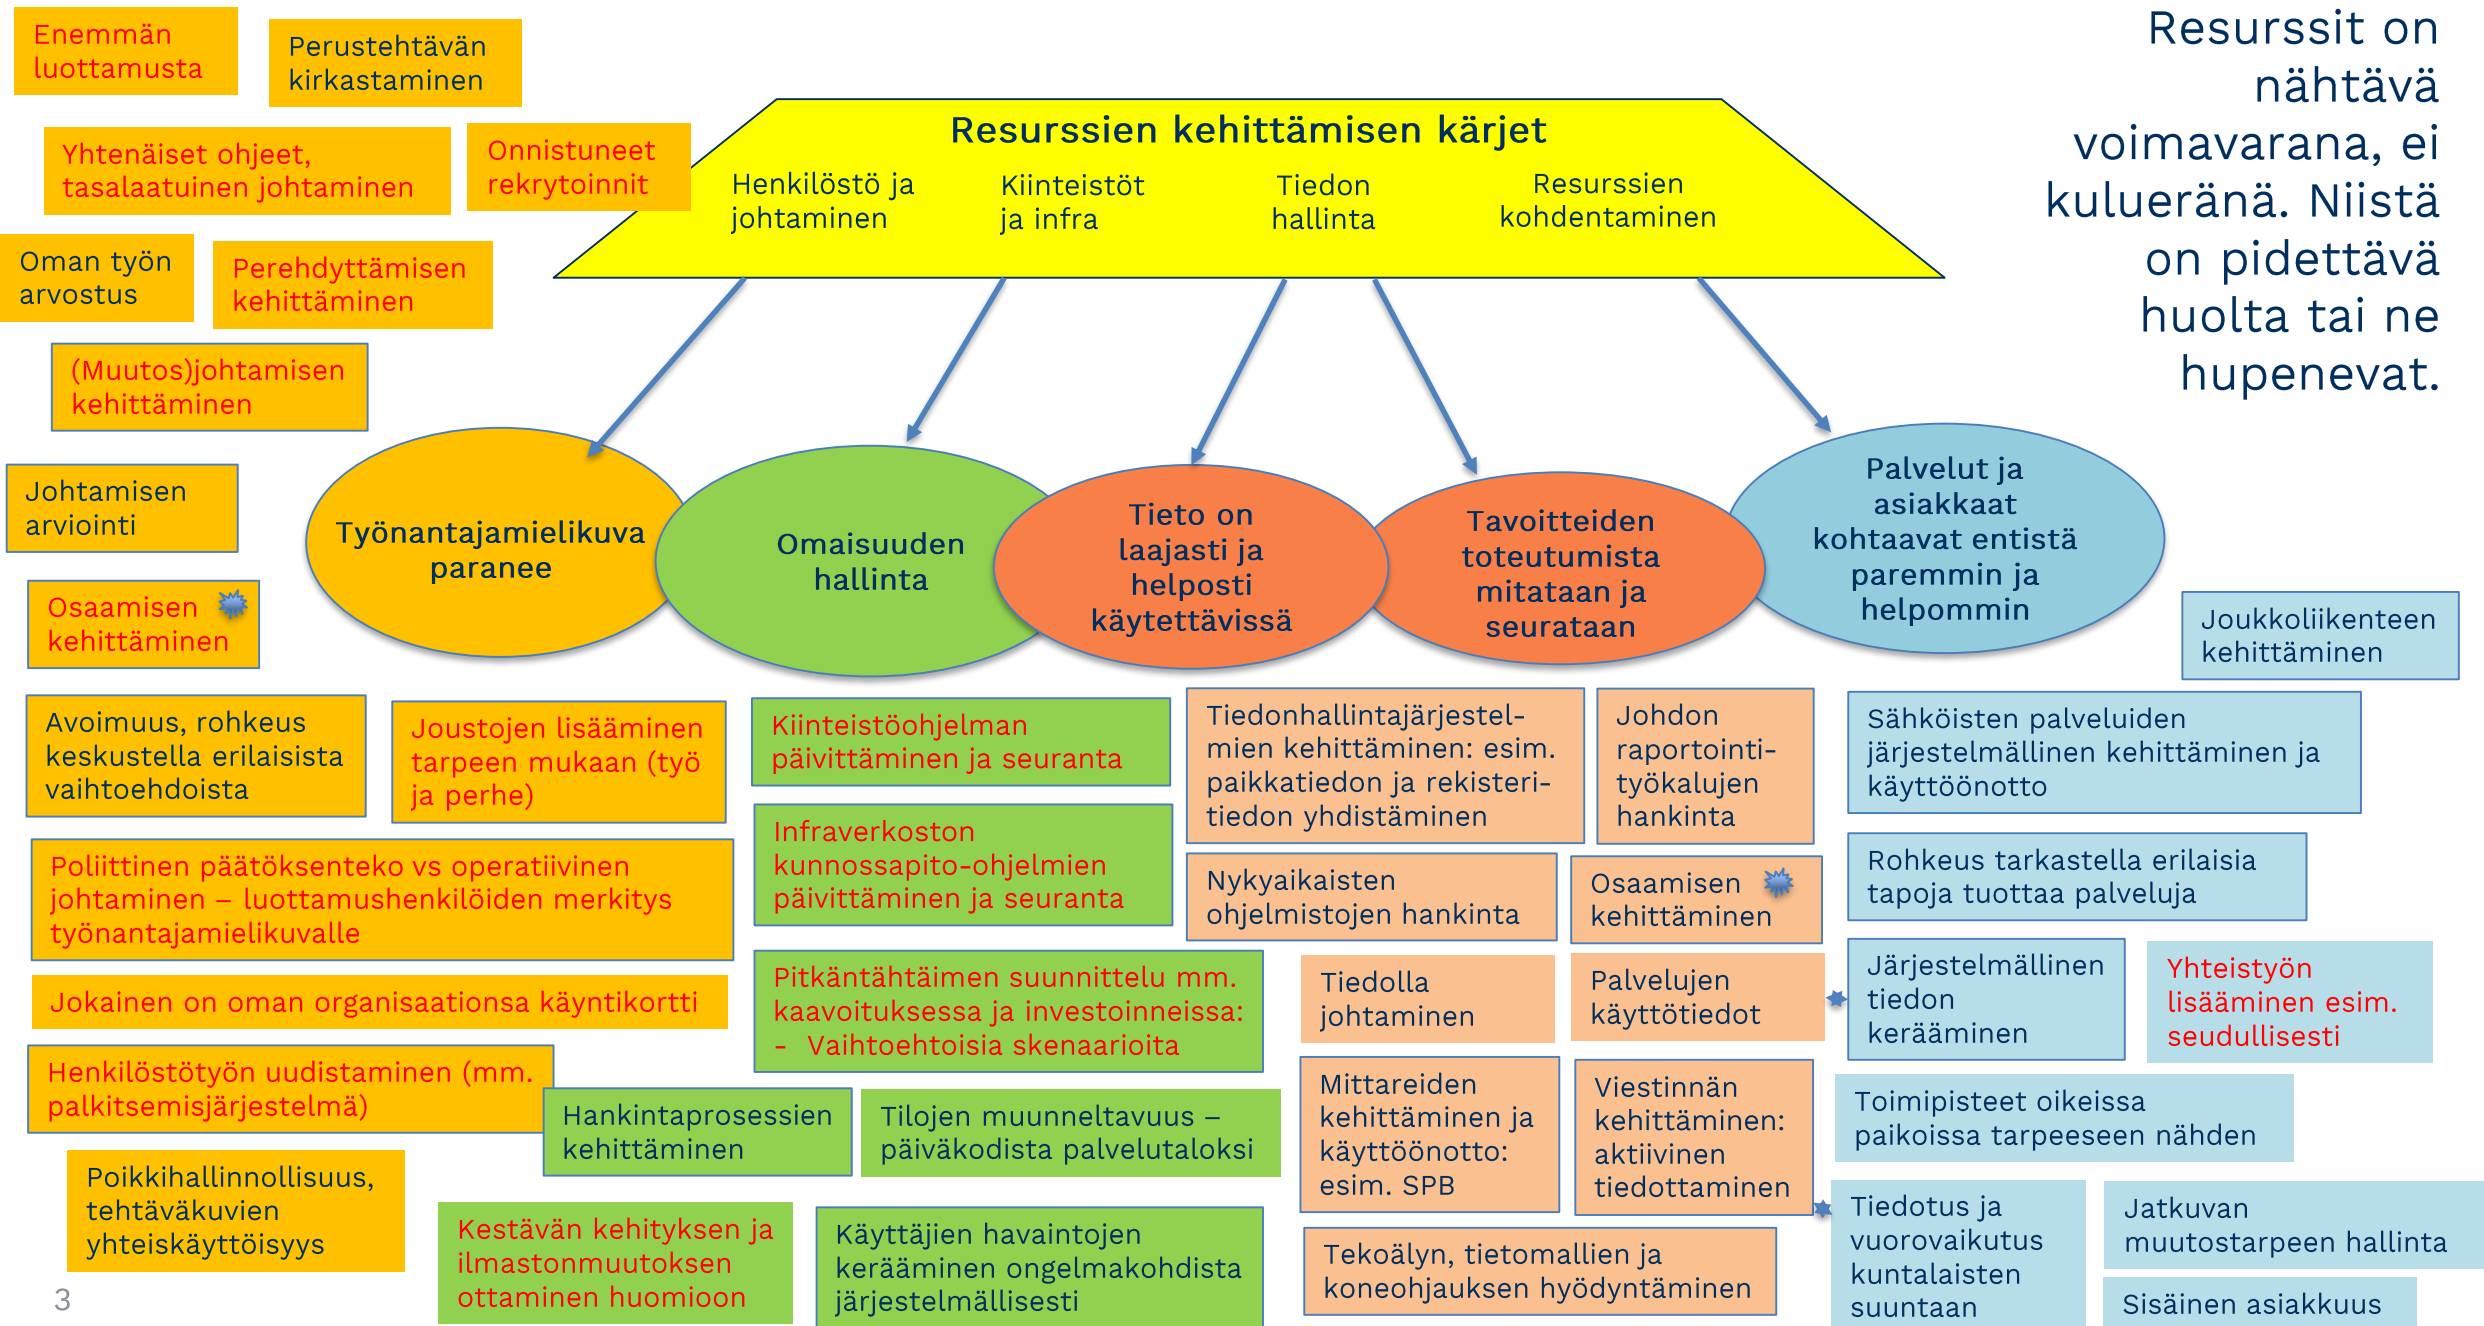 Enemmän
luottamusta
Perustehtävän
kirkastaminen
Yhtenäiset ohjeet,
tasalaatuinen johtaminen
Onnistuneet
rekrytoinnit
Oman työn
arvostus
Perehdyttämisen
kehittäminen
(Muutos)johtamisen
kehittäminen
Johtamisen
arviointi
Osaamisen
kehittäminen
Resurssien kehittämisen kärjet
Henkilöstö ja
johtaminen
Kiinteistöt
ja infra
Tiedon
hallinta
Resurssien
kohdentaminen
Resurssit on
nähtävä
voimavarana, ei
kulueränä. Niistä
on pidettävä
huolta tai ne
hupenevat.
Työnantajamielikuva
paranee
Omaisuuden
hallinta
Tieto on
laajasti ja
helposti
käytettävissä
Tavoitteiden
toteutumista
mitataan ja
seurataan
Palvelut ja
asiakkaat
kohtaavat entistä
paremmin ja
helpommin
Avoimuus, rohkeus
keskustella erilaisista
vaihtoehdoista
Joustojen lisääminen
tarpeen mukaan (työ
ja perhe)
Poliittinen päätöksenteko vs operatiivinen
johtaminen – luottamushenkilöiden merkitys
työnantajamielikuvalle
Jokainen on oman organisaationsa käyntikortti
Henkilöstötyön uudistaminen (mm.
palkitsemisjärjestelmä)
Poikkihallinnollisuus,
tehtäväkuvien
yhteiskäyttöisyys
Kiinteistöohjelman
päivittäminen ja seuranta
Infraverkoston
kunnossapito-ohjelmien
päivittäminen ja seuranta
Pitkäntähtäimen suunnittelu mm.
kaavoituksessa ja investoinneissa:
- Vaihtoehtoisia skenaarioita
Hankintaprosessien
kehittäminen
Tilojen muunneltavuus –
päiväkodista palvelutaloksi
Kestävän kehityksen ja
ilmastonmuutoksen
ottaminen huomioon
Käyttäjien havaintojen
kerääminen ongelmakohdista
järjestelmällisesti
Tiedonhallintajärjestel-
mien kehittäminen: esim.
paikkatiedon ja rekisteri-
tiedon yhdistäminen
Johdon
raportointi-
työkalujen
hankinta
Nykyaikaisten
ohjelmistojen hankinta
Osaamisen
kehittäminen
Tiedolla
johtaminen
Palvelujen
käyttötiedot
Mittareiden
kehittäminen ja
käyttöönotto:
esim. SPB
Viestinnän
kehittäminen:
aktiivinen
tiedottaminen
Tekoälyn, tietomallien ja
koneohjauksen hyödyntäminen
Joukkoliikenteen
kehittäminen
Sähköisten palveluiden
järjestelmällinen kehittäminen ja
käyttöönotto
Rohkeus tarkastella erilaisia
tapoja tuottaa palveluja
Järjestelmällinen
tiedon
kerääminen
Yhteistyön
lisääminen esim.
seudullisesti
Toimipisteet oikeissa
paikoissa tarpeeseen nähden
Tiedotus ja
vuorovaikutus
kuntalaisten
suuntaan
Jatkuvan
muutostarpeen hallinta
Sisäinen asiakkuus
3